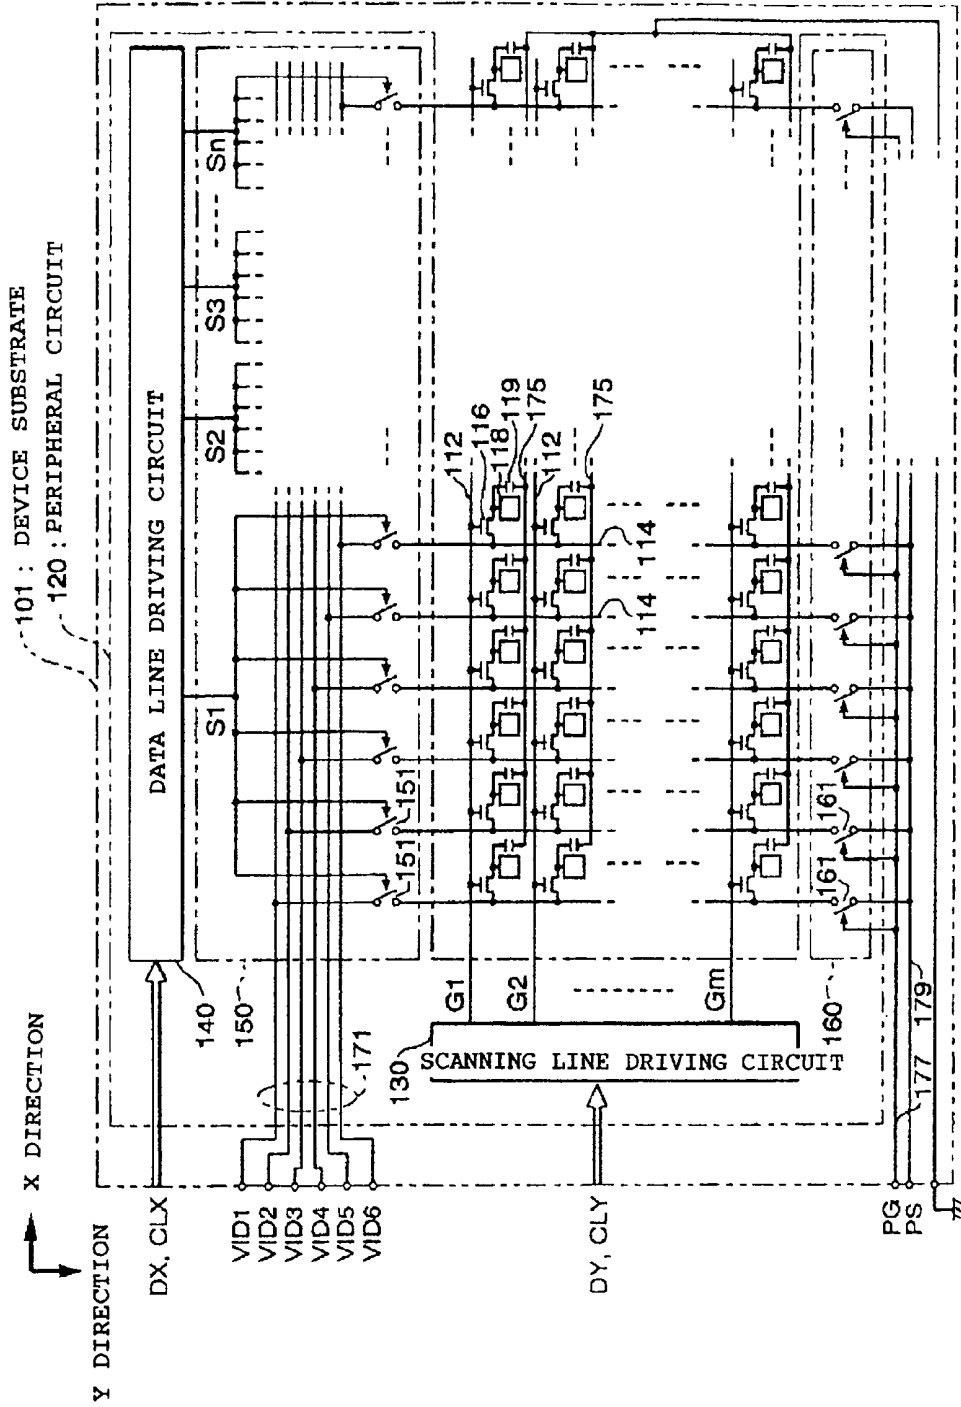 101 : DEVICE SUBSTRATE
120 : PERIPHERAL CIRCUIT
X DIRECTION
Y DIRECTION
DATA LINE DRIVING CIRCUIT
140
DX, CLX
S1
S2
S3
Sn
150
151
151
VID1
VID2
VID3
VID4
VID5
VID6
171
112
116
118
119
175
112
175
114
114
G1
G2
Gm
130
SCANNING LINE DRIVING CIRCUIT
DY, CLY
161
161
160
179
177
PG
PS